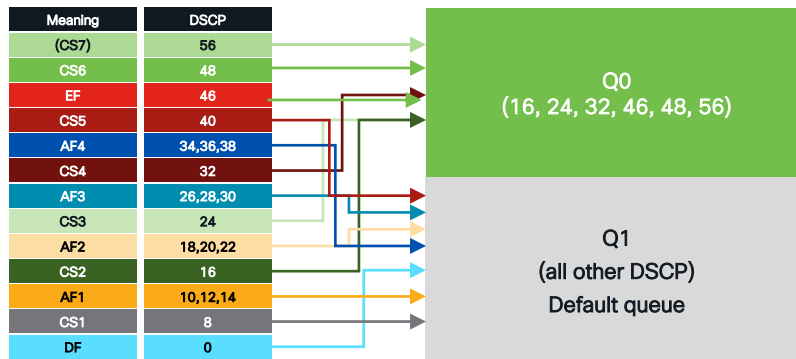 Meaning DSCP
(CS7) 56
CS6 48
EF 46
CS5 40
AF4 34,36,38
CS4 32
AF3 26,28,30
CS3 24
AF2 18,20,22
CS2 16
AF1 10,12,14
CS1 8
DF 0
Q0
(16, 24, 32, 46, 48, 56)
Q1
(all other DSCP)
Default queue